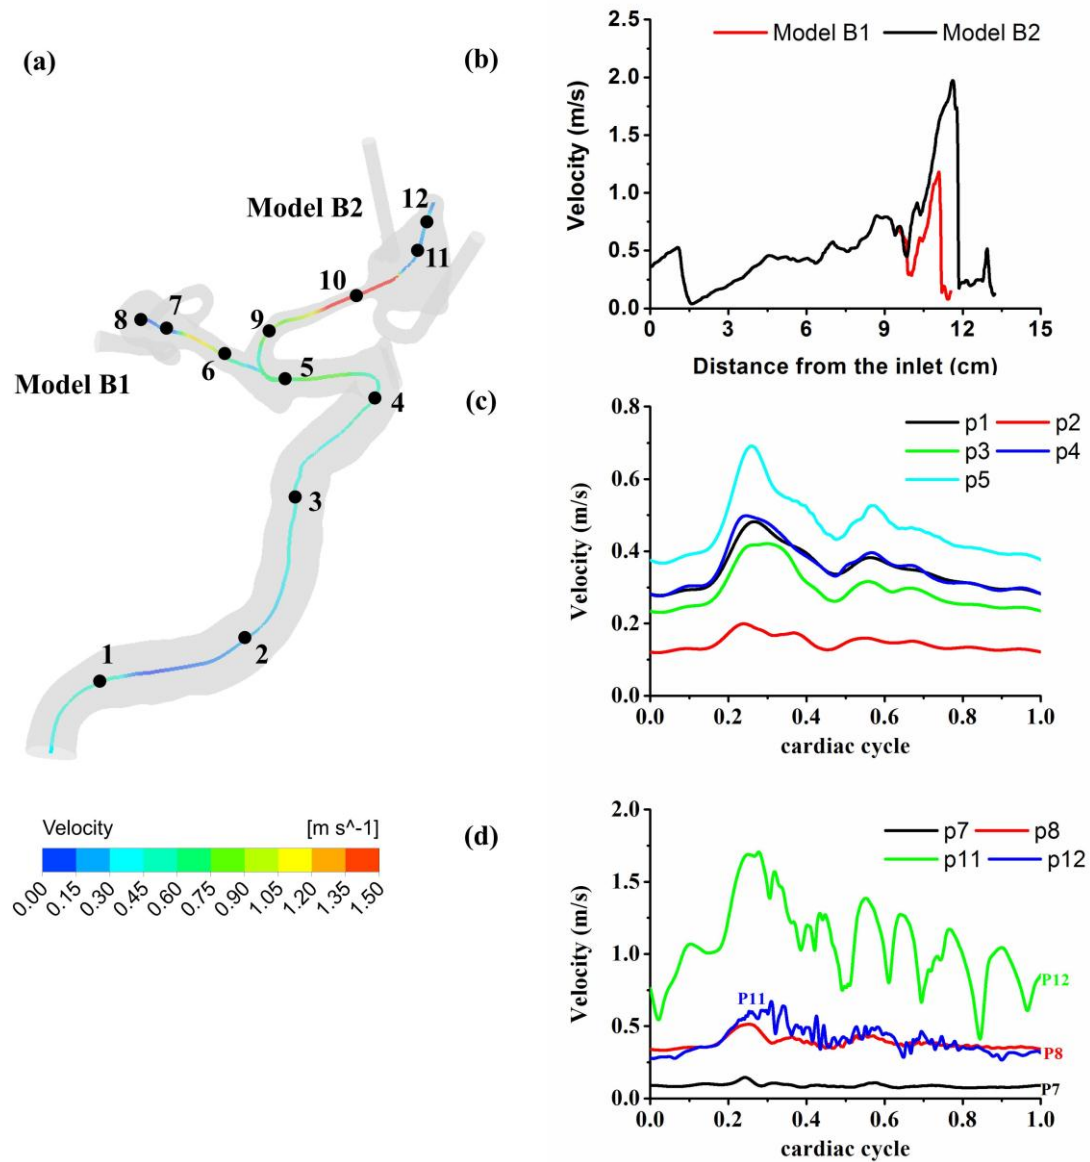 (a)
Model B2
12
11
10
9
8
7
6
5
4
Model B1
3
2
1
Velocity [m s^-1]
0.00 0.15 0.30 0.45 0.60 0.75 0.90 1.05 1.20 1.35 1.50
(b)
Model B1 Model B2
Velocity (m/s)
2.5
2.0
1.5
1.0
0.5
0.0
0 3 6 9 12 15
Distance from the inlet (cm)
(c)
p1 p2
p3 p4
p5
Velocity (m/s)
0.8
0.6
0.4
0.2
0.0
0.0 0.2 0.4 0.6 0.8 1.0
cardiac cycle
(d)
p7 p8
p11 p12
Velocity (m/s)
2.0
1.5
1.0
0.5
0.0
P12
P11
P8
P7
0.0 0.2 0.4 0.6 0.8 1.0
cardiac cycle